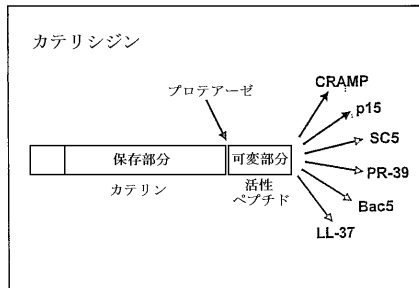 カテリシジン
プロテアーゼ
保存部分
可変部分
カテリン
活性
ペプチド
CRAMP
p15
SC5
PR-39
Bac5
LL-37